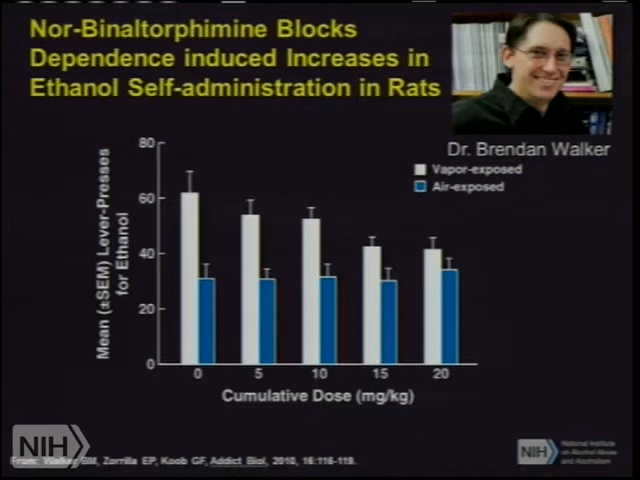 Nor-Binaltorphimine Blocks
Dependence induced Increases in
Ethanol Self-administration in Rats
Dr. Brendan Walker
Vapor-exposed
Air-exposed
Mean (±SEM) Lever-Presses
for Ethanol
80
60
40
20
0
0 5 10 15 20
Cumulative Dose (mg/kg)
NIH
From: Walker BM, Zorrilla EP, Koob GF, Addict Biol, 2010, 16:116-119.
NIH
National Institute
on Alcohol Abuse
and Alcoholism